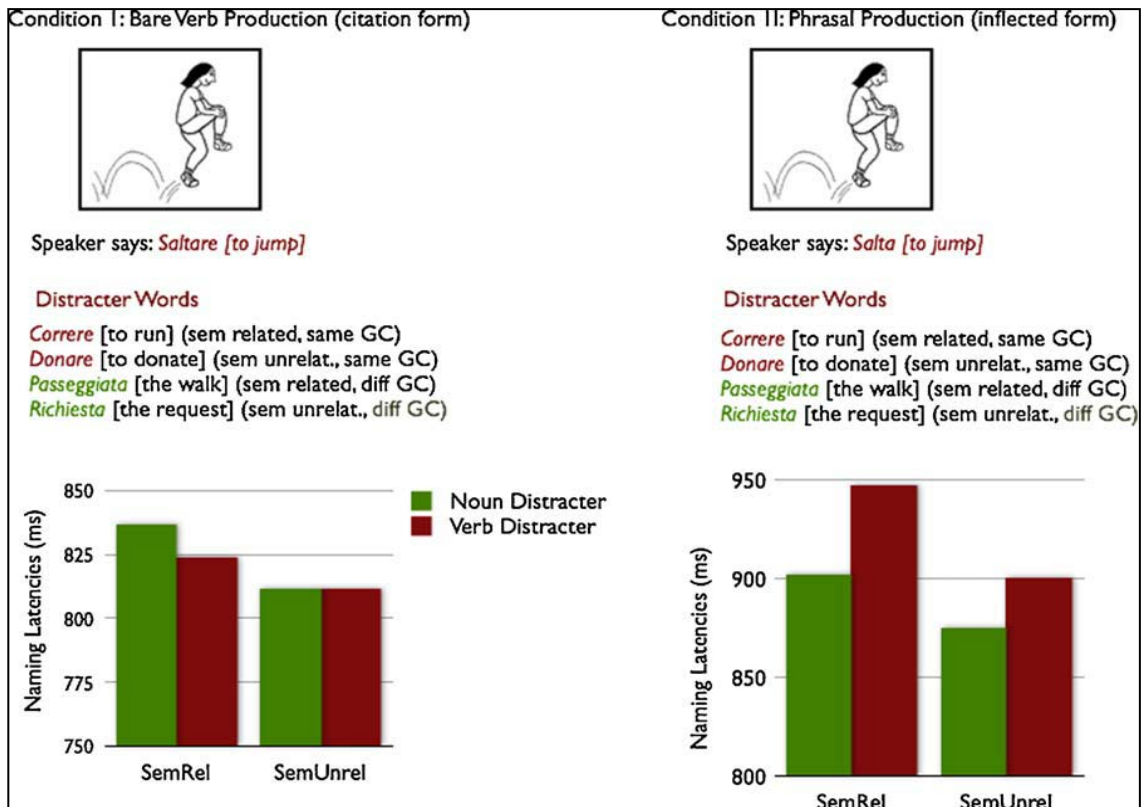 Condition I: Bare Verb Production (citation form)
Speaker says: Saltare [to jump]
Distracter Words
Correre [to run] (sem related, same GC)
Donare [to donate] (sem unrelat., same GC)
Passeggiata [the walk] (sem related, diff GC)
Richiesta [the request] (sem unrelat., diff GC)
850
825
800
775
750
Naming Latencies (ms)
SemRel SemUnrel
Noun Distracter
Verb Distracter
Condition II: Phrasal Production (inflected form)
Speaker says: Salta [to jump]
Distracter Words
Correre [to run] (sem related, same GC)
Donare [to donate] (sem unrelat., same GC)
Passeggiata [the walk] (sem related, diff GC)
Richiesta [the request] (sem unrelat., diff GC)
950
900
850
800
Naming Latencies (ms)
SemRel SemUnrel